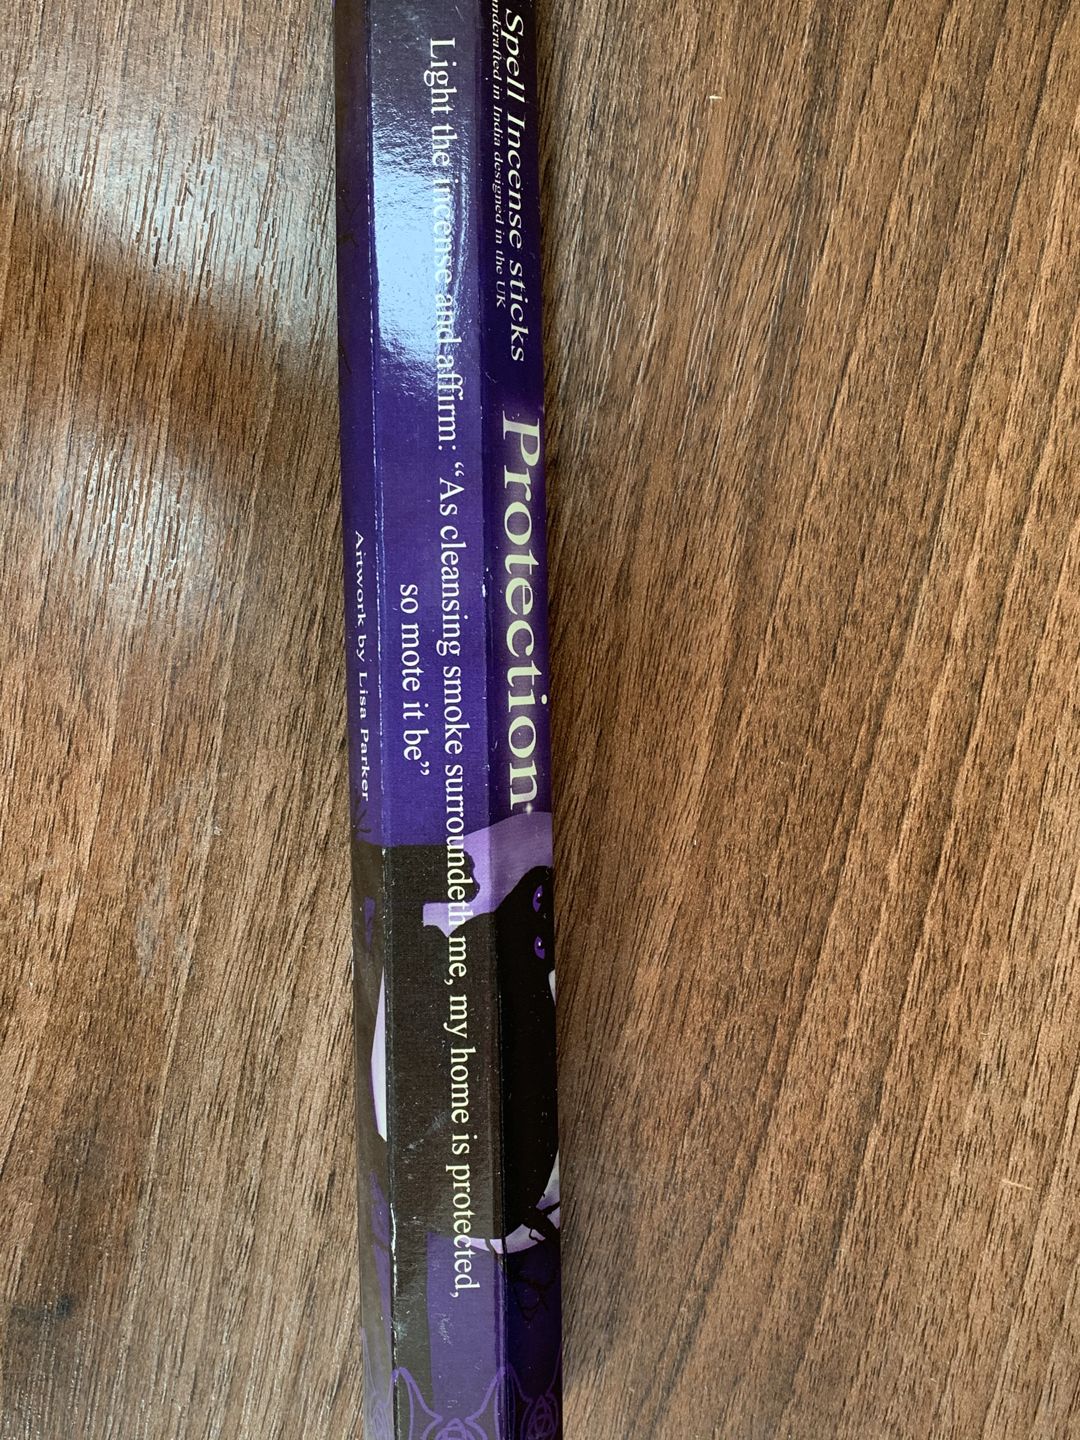 Spell Incense sticks
andcrafted in India designed in the UK
Protection
Light the incense and affirm: “As cleansing smoke surroundeth me, my home is protected,
so mote it be”
Artwork by Lisa Parker